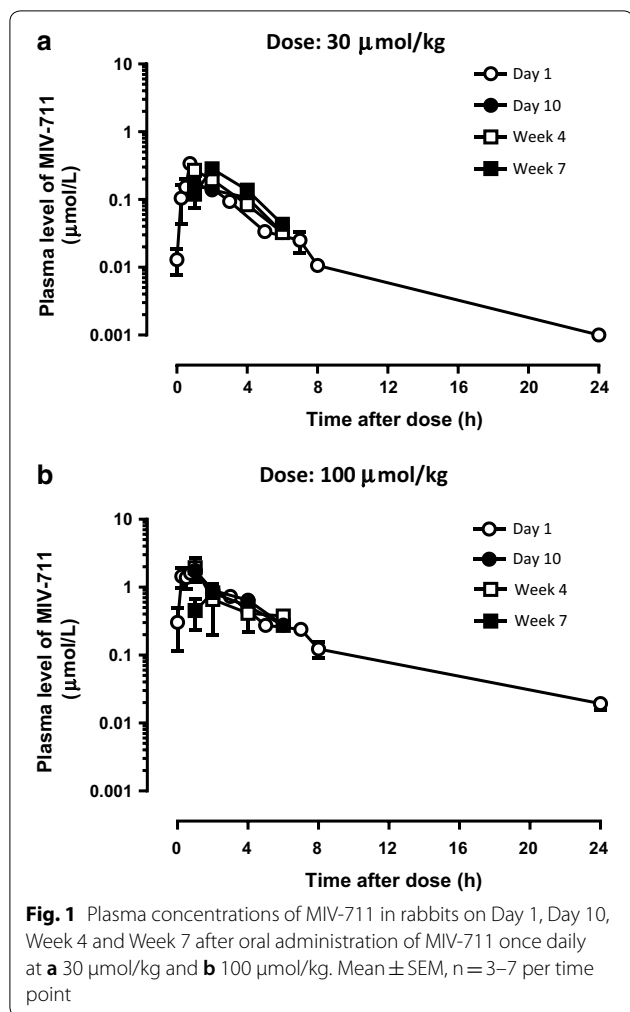 a
Dose: 30 µmol/kg
Plasma level of MIV-711
(µmol/L)
10
1
0.1
0.01
0.001
Day 1
Day 10
Week 4
Week 7
0 4 8 12 16 20 24
Time after dose (h)
b
Dose: 100 µmol/kg
Plasma level of MIV-711
(µmol/L)
10
1
0.1
0.01
0.001
Day 1
Day 10
Week 4
Week 7
0 4 8 12 16 20 24
Time after dose (h)
Fig. 1 Plasma concentrations of MIV-711 in rabbits on Day 1, Day 10,
Week 4 and Week 7 after oral administration of MIV-711 once daily
at a 30 µmol/kg and b 100 µmol/kg. Mean ± SEM, n = 3–7 per time
point